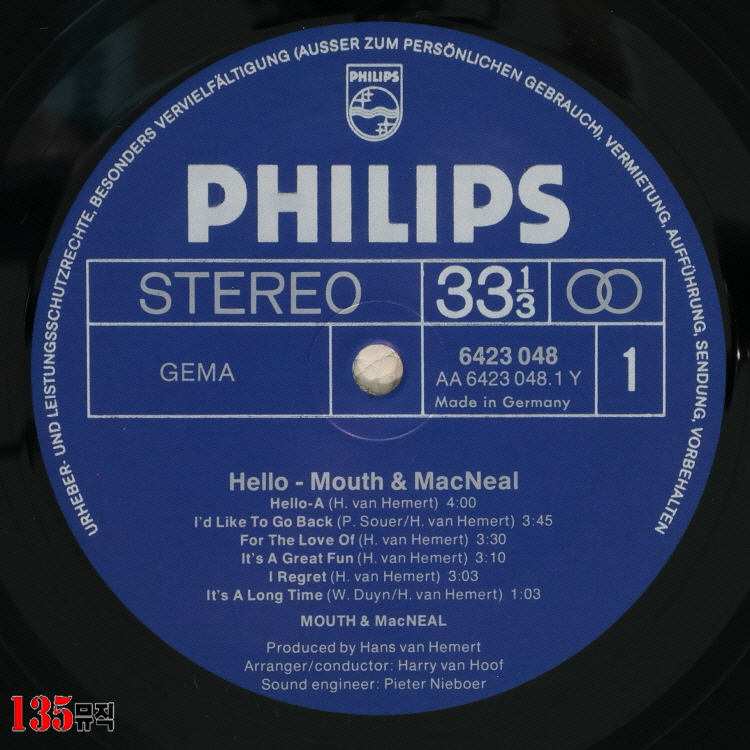 URHEBER- UND LEISTUNGSSCHUTZRECHTE, BESONDERS VERVIELFÄLTIGUNG (AUSSER ZUM PERSÖNLICHEN GEBRAUCH), VERMIETUNG, AUFFÜHRUNG, SENDUNG, VORBEHALTEN
PHILIPS
PHILIPS
STEREO 33 1/3
GEMA
6423 048
AA 6423 048.1 Y
Made in Germany
1
Hello - Mouth & MacNeal
Hello-A (H. van Hemert) 4:00
I'd Like To Go Back (P. Souer/H. van Hemert) 3:45
For The Love Of (H. van Hemert) 3:30
It's A Great Fun (H. van Hemert) 3:10
I Regret (H. van Hemert) 3:03
It's A Long Time (W. Duyn/H. van Hemert) 1:03
MOUTH & MacNEAL
Produced by Hans van Hemert
Arranger/conductor: Harry van Hoof
Sound engineer: Pieter Nieboer
135뮤직